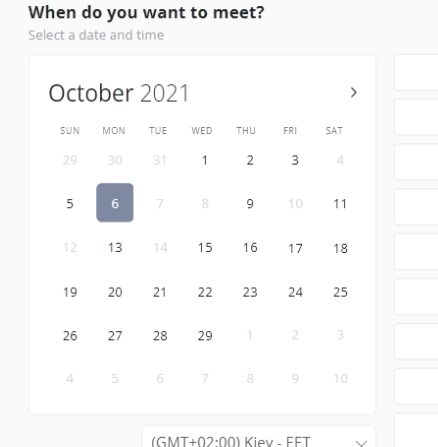 When do you want to meet?
Select a date and time
October 2021
SUN MON TUE WED THU FRI SAT
29 30 31 1 2 3 4
5 6 7 8 9 10 11
12 13 14 15 16 17 18
19 20 21 22 23 24 25
26 27 28 29 1 2 3
4 5 6 7 8 9 10
(GMT+02:00) Kiev - EET